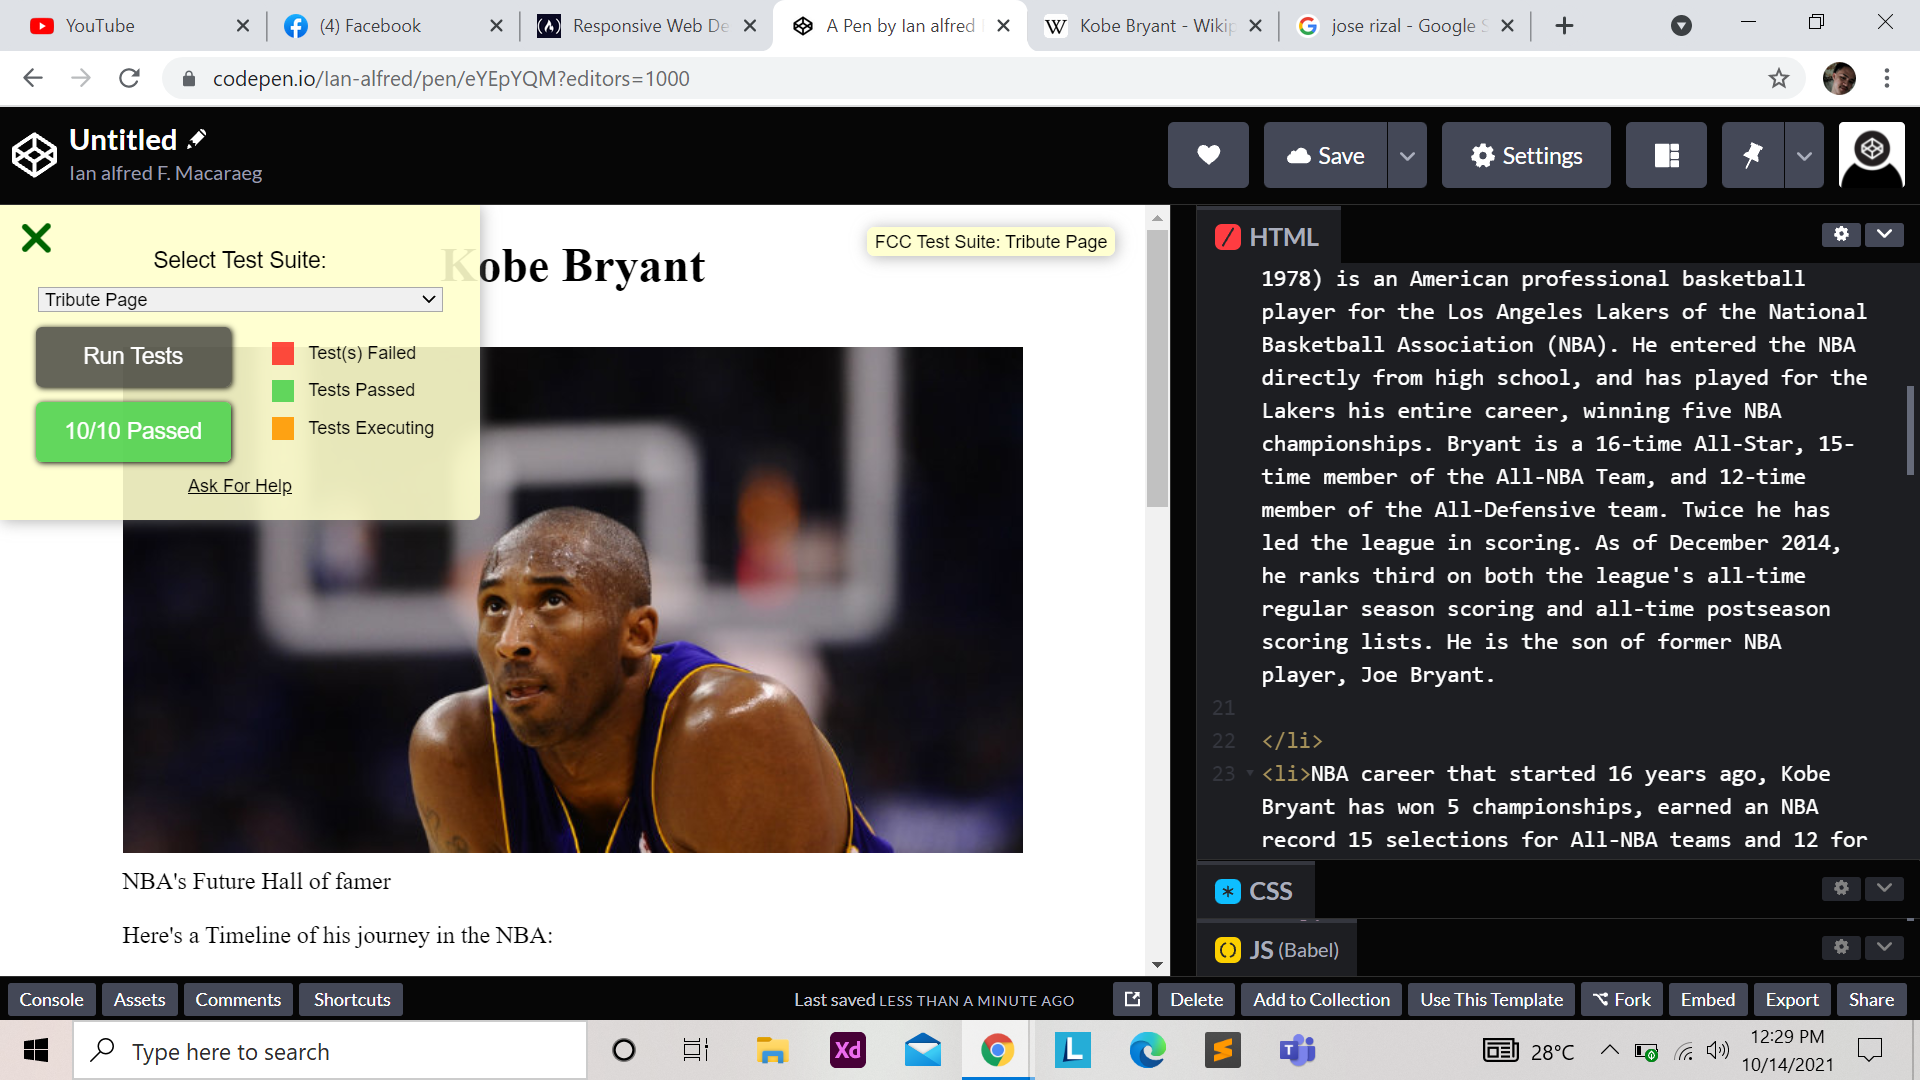 YouTube
(4) Facebook
Responsive Web De
A Pen by Ian alfred
Kobe Bryant - Wikip
jose rizal - Google S
codepen.io/Ian-alfred/pen/eYEpYQM?editors=1000
Untitled
Ian alfred F. Macaraeg
Save
Settings
Select Test Suite:
Tribute Page
Run Tests
10/10 Passed
Test(s) Failed
Tests Passed
Tests Executing
Ask For Help
Kobe Bryant
FCC Test Suite: Tribute Page
NBA's Future Hall of famer
Here's a Timeline of his journey in the NBA:
HTML
1978) is an American professional basketball
player for the Los Angeles Lakers of the National
Basketball Association (NBA). He entered the NBA
directly from high school, and has played for the
Lakers his entire career, winning five NBA
championships. Bryant is a 16-time All-Star, 15-
time member of the All-NBA Team, and 12-time
member of the All-Defensive team. Twice he has
led the league in scoring. As of December 2014,
he ranks third on both the league's all-time
regular season scoring and all-time postseason
scoring lists. He is the son of former NBA
player, Joe Bryant.
21
22 </li>
23 <li>NBA career that started 16 years ago, Kobe
Bryant has won 5 championships, earned an NBA
record 15 selections for All-NBA teams and 12 for
CSS
JS (Babel)
Console
Assets
Comments
Shortcuts
Last saved LESS THAN A MINUTE AGO
Delete
Add to Collection
Use This Template
Fork
Embed
Export
Share
Type here to search
Xd
28°C
12:29 PM
10/14/2021